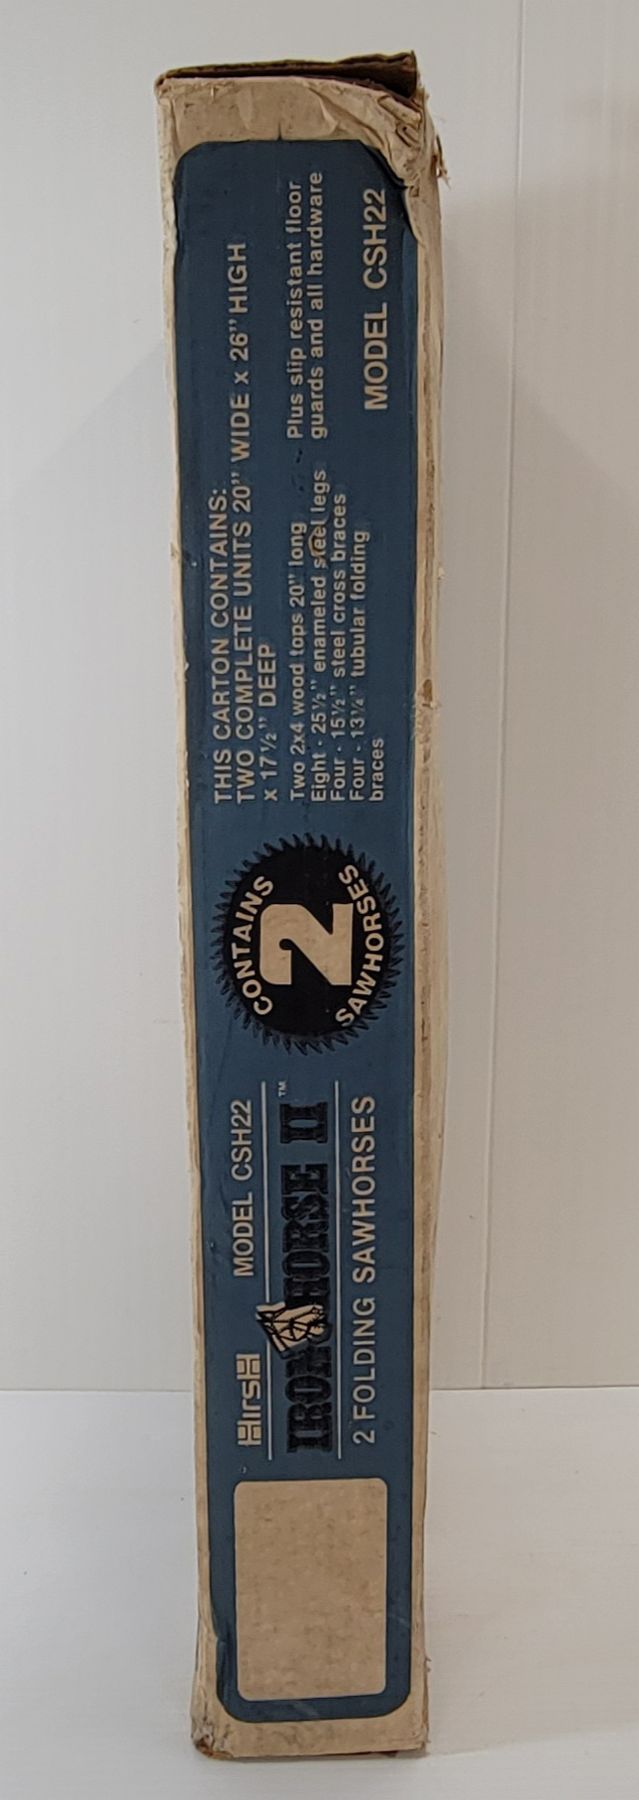 Hirsh MODEL CSH22
IRON HORSE II™
2 FOLDING SAWHORSES
CONTAINS
2
SAWHORSES
THIS CARTON CONTAINS:
TWO COMPLETE UNITS 20" WIDE x 26" HIGH
x 17½" DEEP
Two 2x4 wood tops 20" long
Eight - 25½" enameled steel legs
Four - 15½" steel cross braces
Four - 13¼" tubular folding
braces
Plus slip resistant floor
guards and all hardware
MODEL CSH22